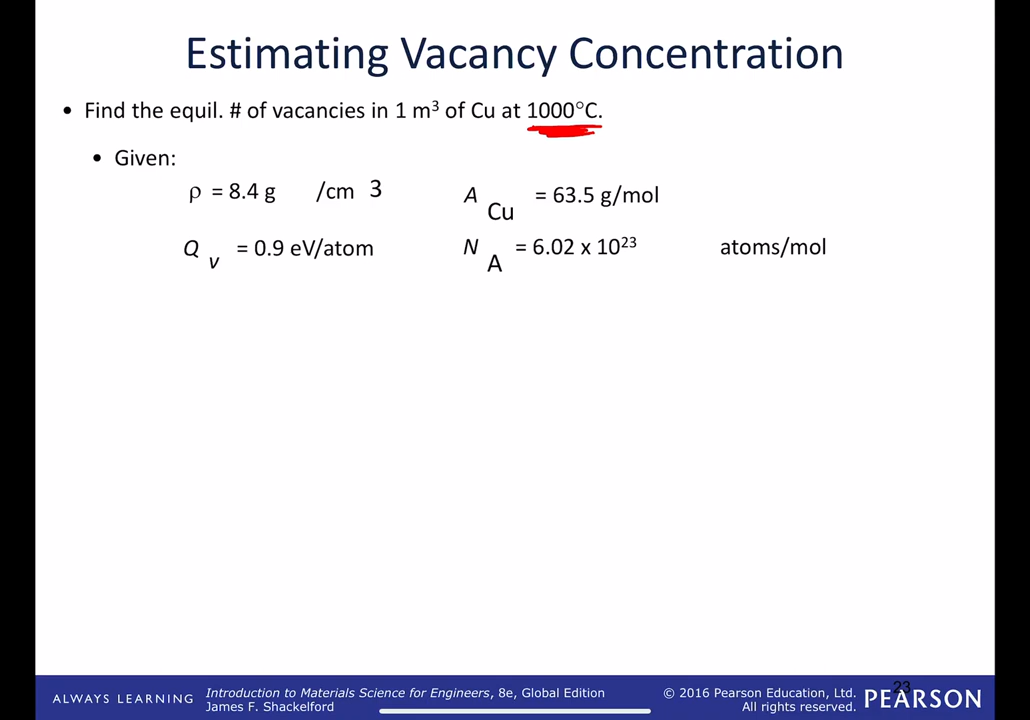 Estimating Vacancy Concentration
• Find the equil. # of vacancies in 1 m³ of Cu at 1000°C.
• Given:
ρ = 8.4 g /cm 3
A Cu = 63.5 g/mol
Q v = 0.9 eV/atom
N A = 6.02 x 10²³ atoms/mol
ALWAYS LEARNING
Introduction to Materials Science for Engineers, 8e, Global Edition
James F. Shackelford
© 2016 Pearson Education, Ltd.
All rights reserved.
23
PEARSON